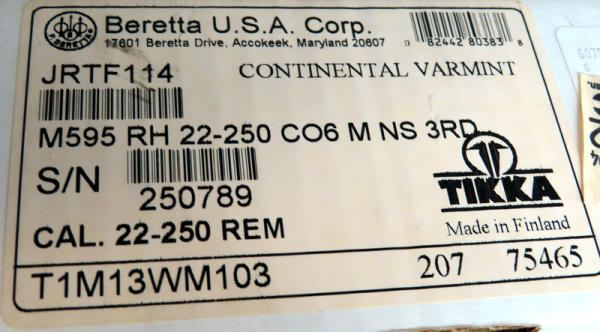 Beretta U.S.A. Corp.
17601 Beretta Drive, Accokeek, Maryland 20607
0 82442 80383 8
JRTF114
CONTINENTAL VARMINT
M595 RH 22-250 CO6 M NS 3RD
S/N
250789
TIKKA
CAL. 22-250 REM
Made in Finland
T1M13WM103
207 75465
6075